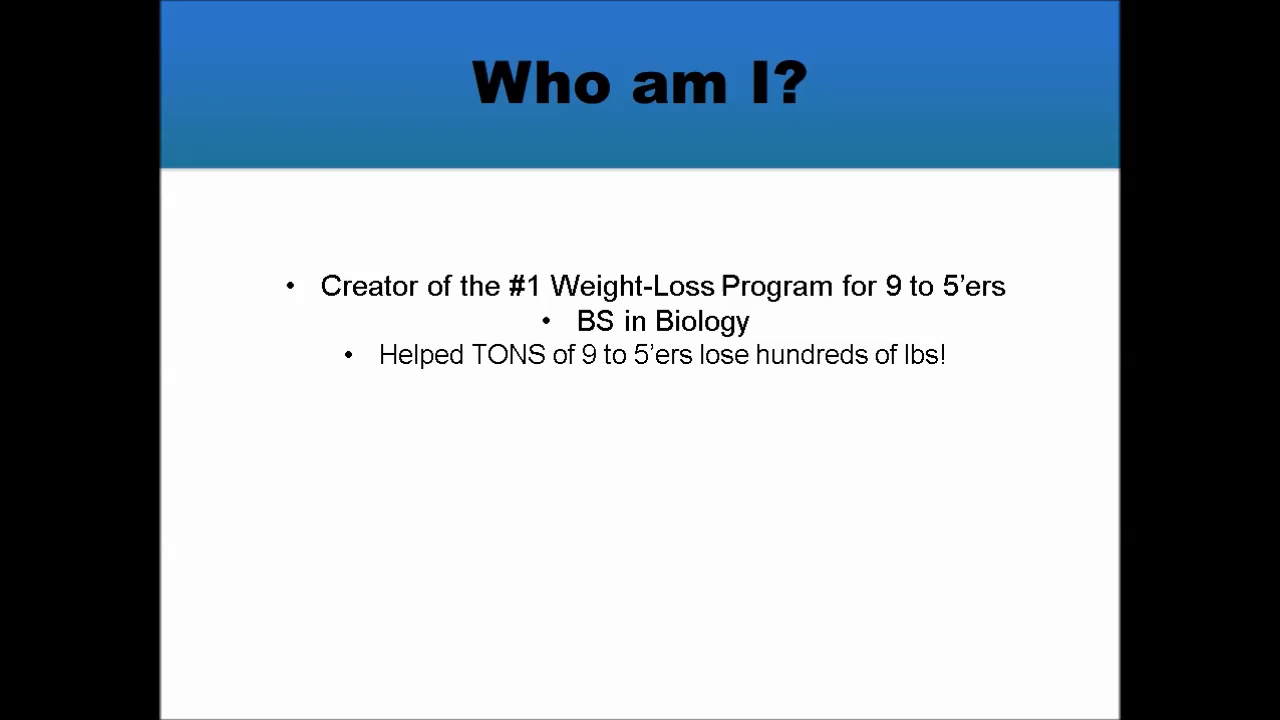 Who am I?
• Creator of the #1 Weight-Loss Program for 9 to 5’ers
• BS in Biology
• Helped TONS of 9 to 5’ers lose hundreds of lbs!